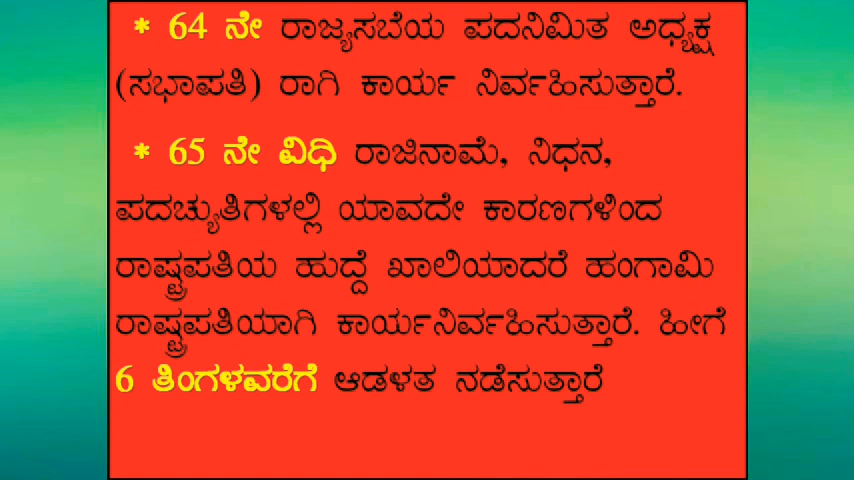 * 64 ನೇ ರಾಜ್ಯಸಬೆಯ ಪದನಿಮಿತ ಅಧ್ಯಕ್ಷ
(ಸಭಾಪತಿ) ರಾಗಿ ಕಾರ್ಯ ನಿರ್ವಹಿಸುತ್ತಾರೆ.
* 65 ನೇ ವಿಧಿ ರಾಜಿನಾಮೆ, ನಿಧನ,
ಪದಚ್ಯುತಿಗಳಲ್ಲಿ ಯಾವದೇ ಕಾರಣಗಳಿಂದ
ರಾಷ್ಟ್ರಪತಿಯ ಹುದ್ದೆ ಖಾಲಿಯಾದರೆ ಹಂಗಾಮಿ
ರಾಷ್ಟ್ರಪತಿಯಾಗಿ ಕಾರ್ಯನಿರ್ವಹಿಸುತ್ತಾರೆ. ಹೀಗೆ
6 ತಿಂಗಳವರೆಗೆ ಆಡಳತ ನಡೆಸುತ್ತಾರೆ